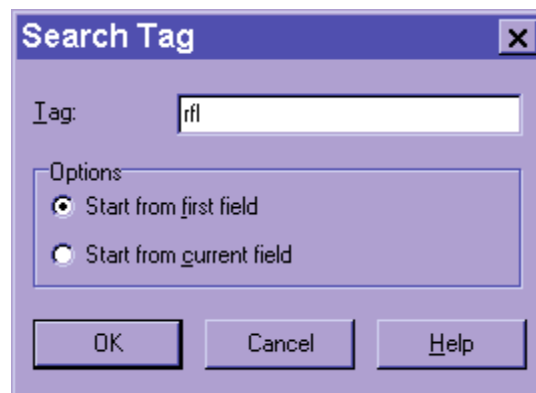 Search Tag
Tag: rfl
Options
Start from first field
Start from current field
OK Cancel Help